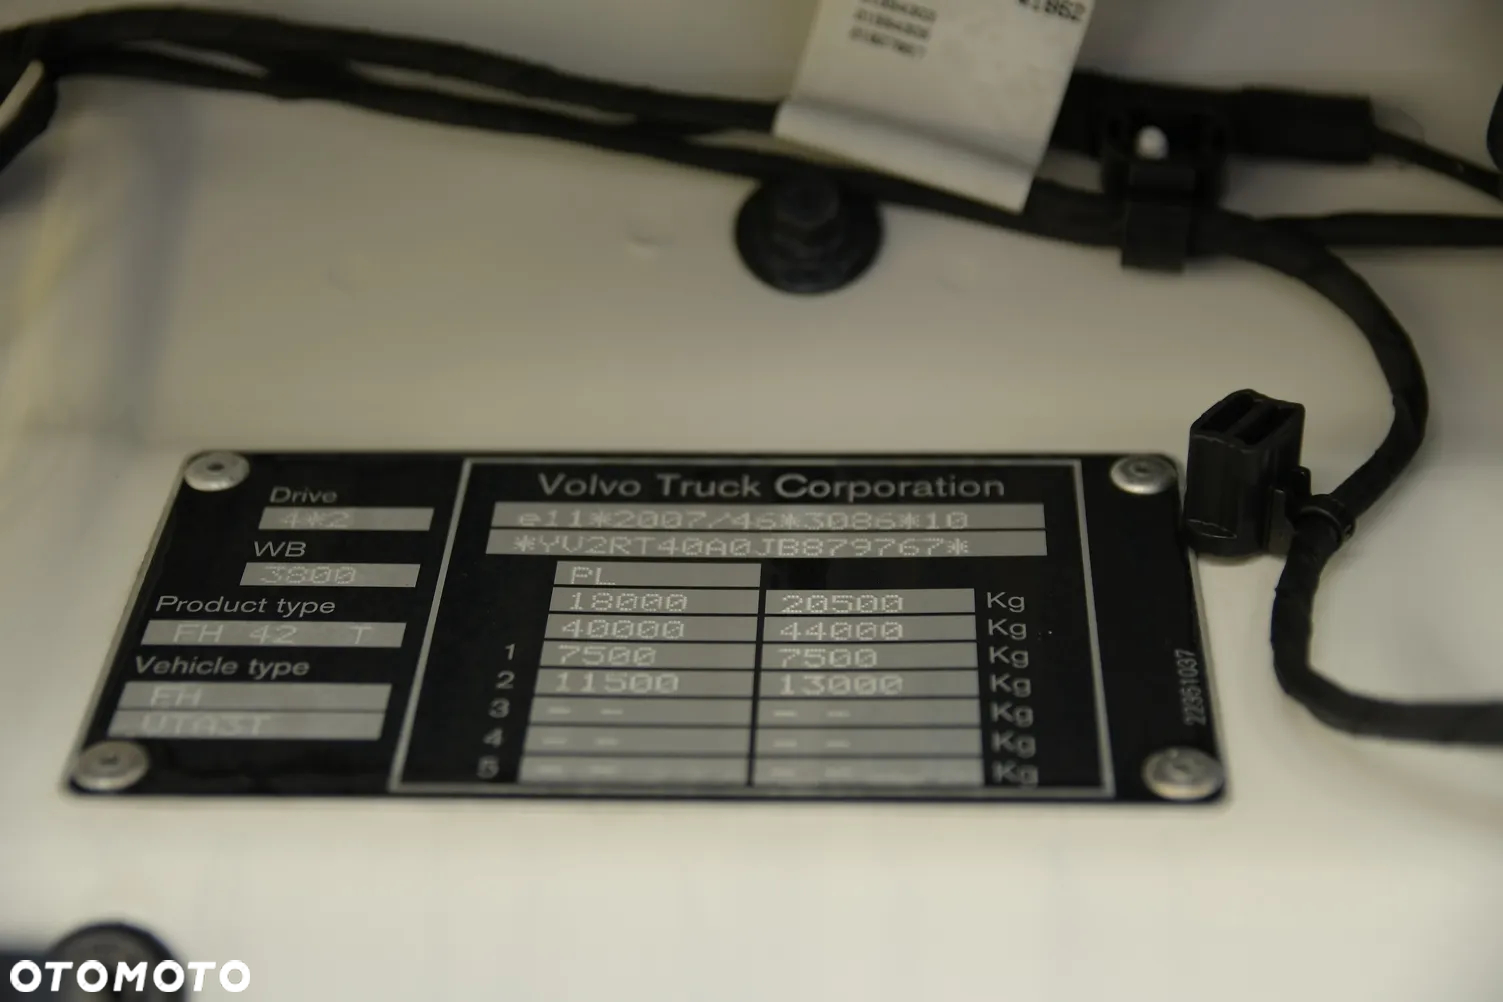 Drive
4*2
WB
3800
Product type
FH 42 T
Vehicle type
FH
VTA3T
Volvo Truck Corporation
e11*2007/46*3086*10
*YV2RT40A0JB879767*
PL
18000 20500 Kg
40000 44000 Kg
1 7500 7500 Kg
2 11500 13000 Kg
3 -- -- Kg
4 -- -- Kg
5 -- -- Kg
22351037
OTOMOTO